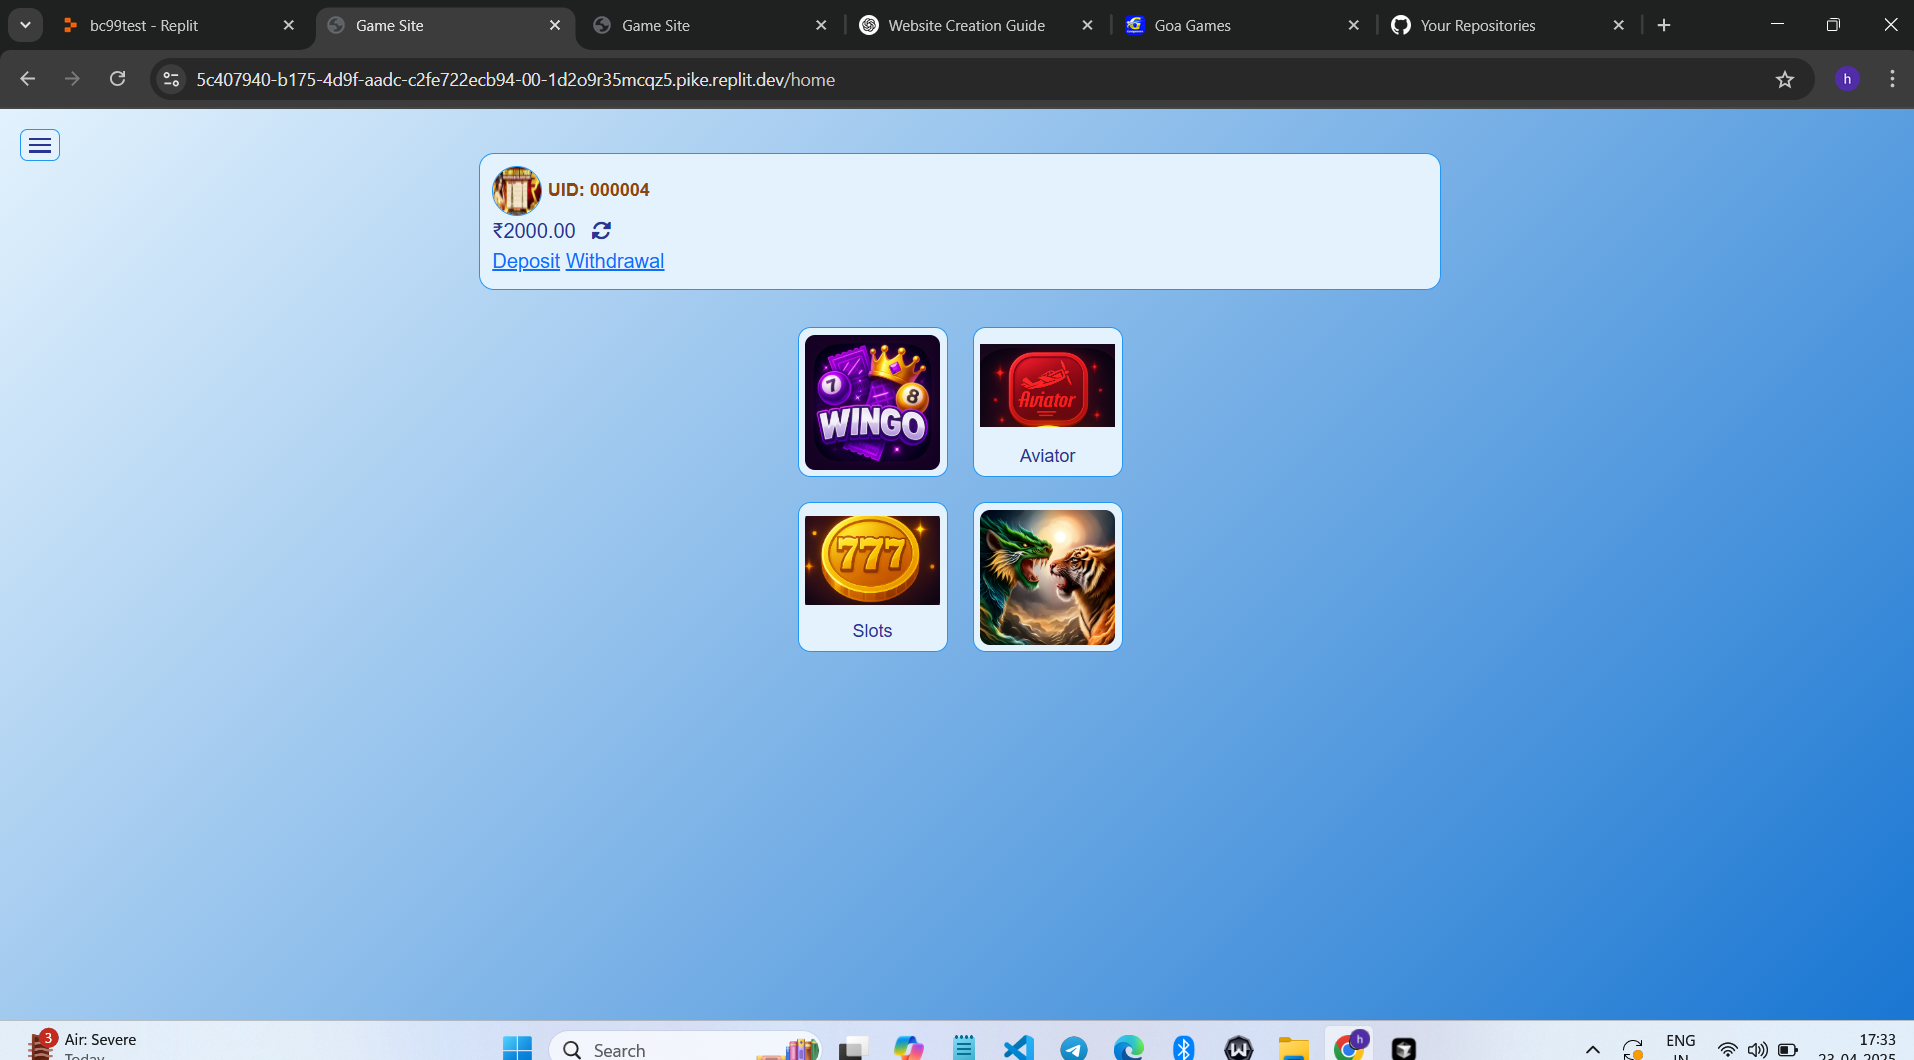 bc99test - Replit
Game Site
Game Site
Website Creation Guide
Goa Games
Your Repositories
5c407940-b175-4d9f-aadc-c2fe722ecb94-00-1d2o9r35mcqz5.pike.replit.dev/home
h
UID: 000004
₹2000.00
Deposit Withdrawal
7
8
WINGO
Aviator
Aviator
777
Slots
3
Air: Severe
Today
Search
h
ENG
IN
17:33
23-04-2025